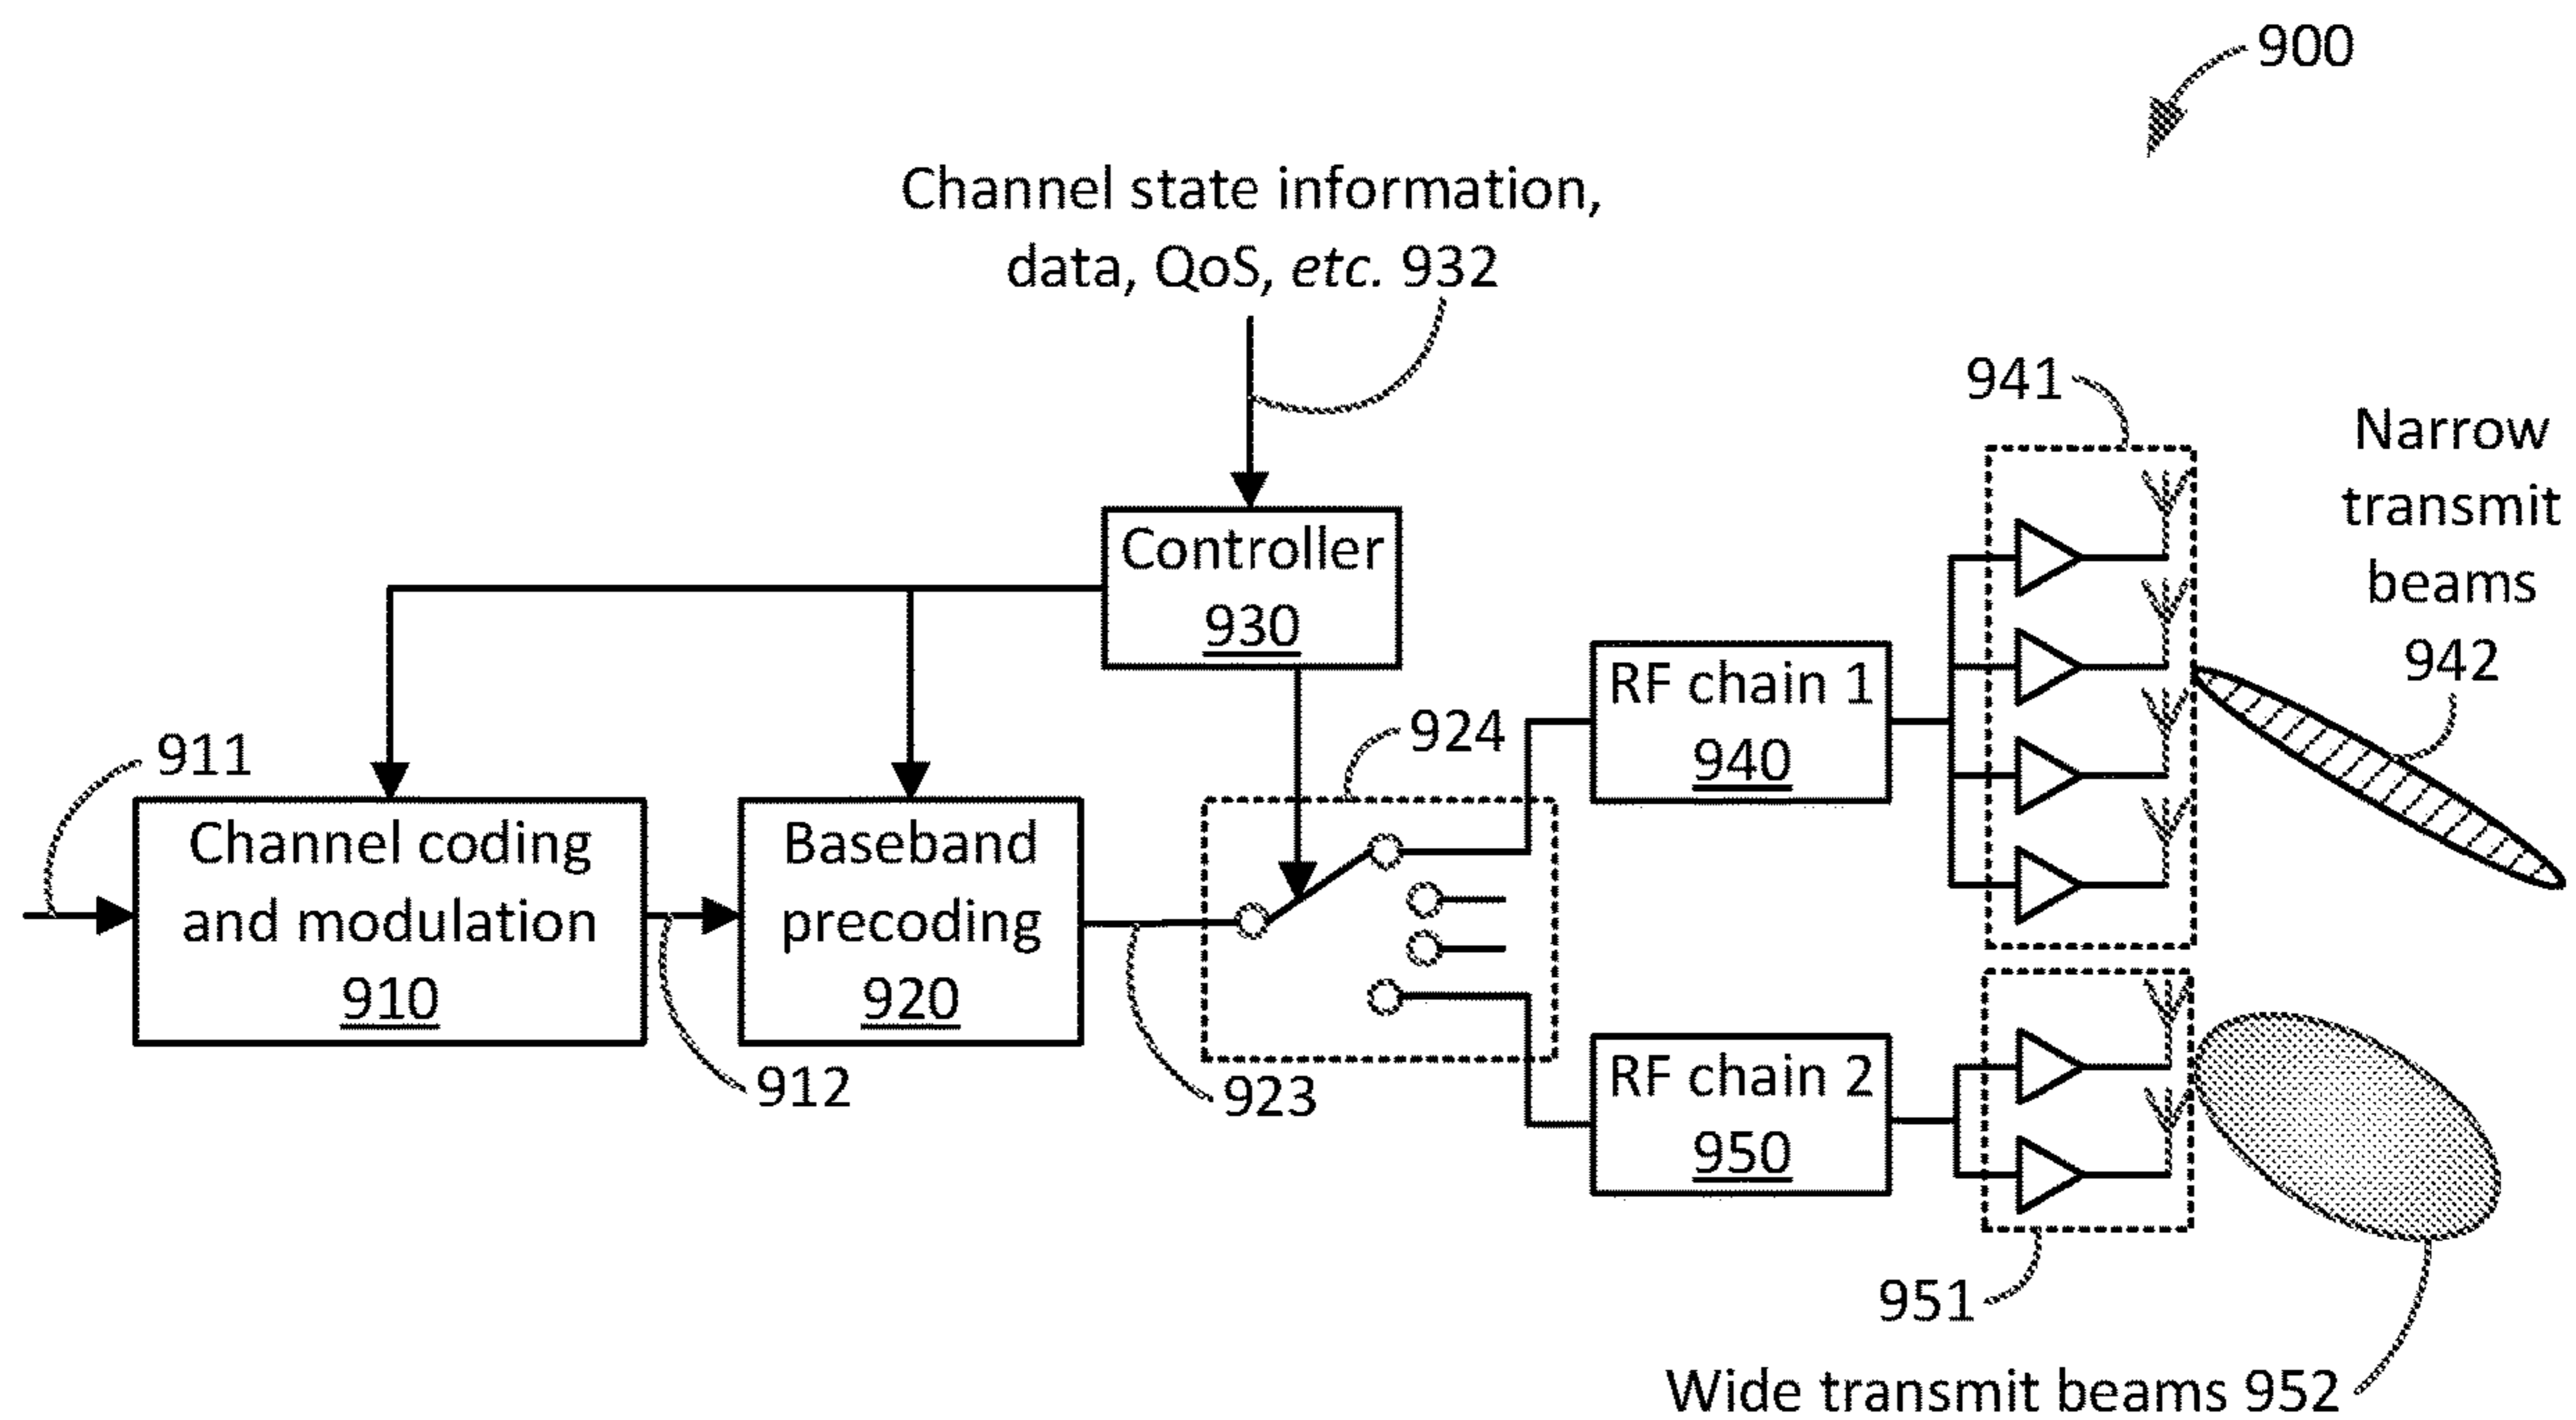 900
Channel state information,
data, QoS, etc. 932
941
Narrow
transmit
beams
942
Controller
930
RF chain 1
940
924
911
Channel coding
and modulation
910
Baseband
precoding
920
912
923
RF chain 2
950
951
Wide transmit beams 952